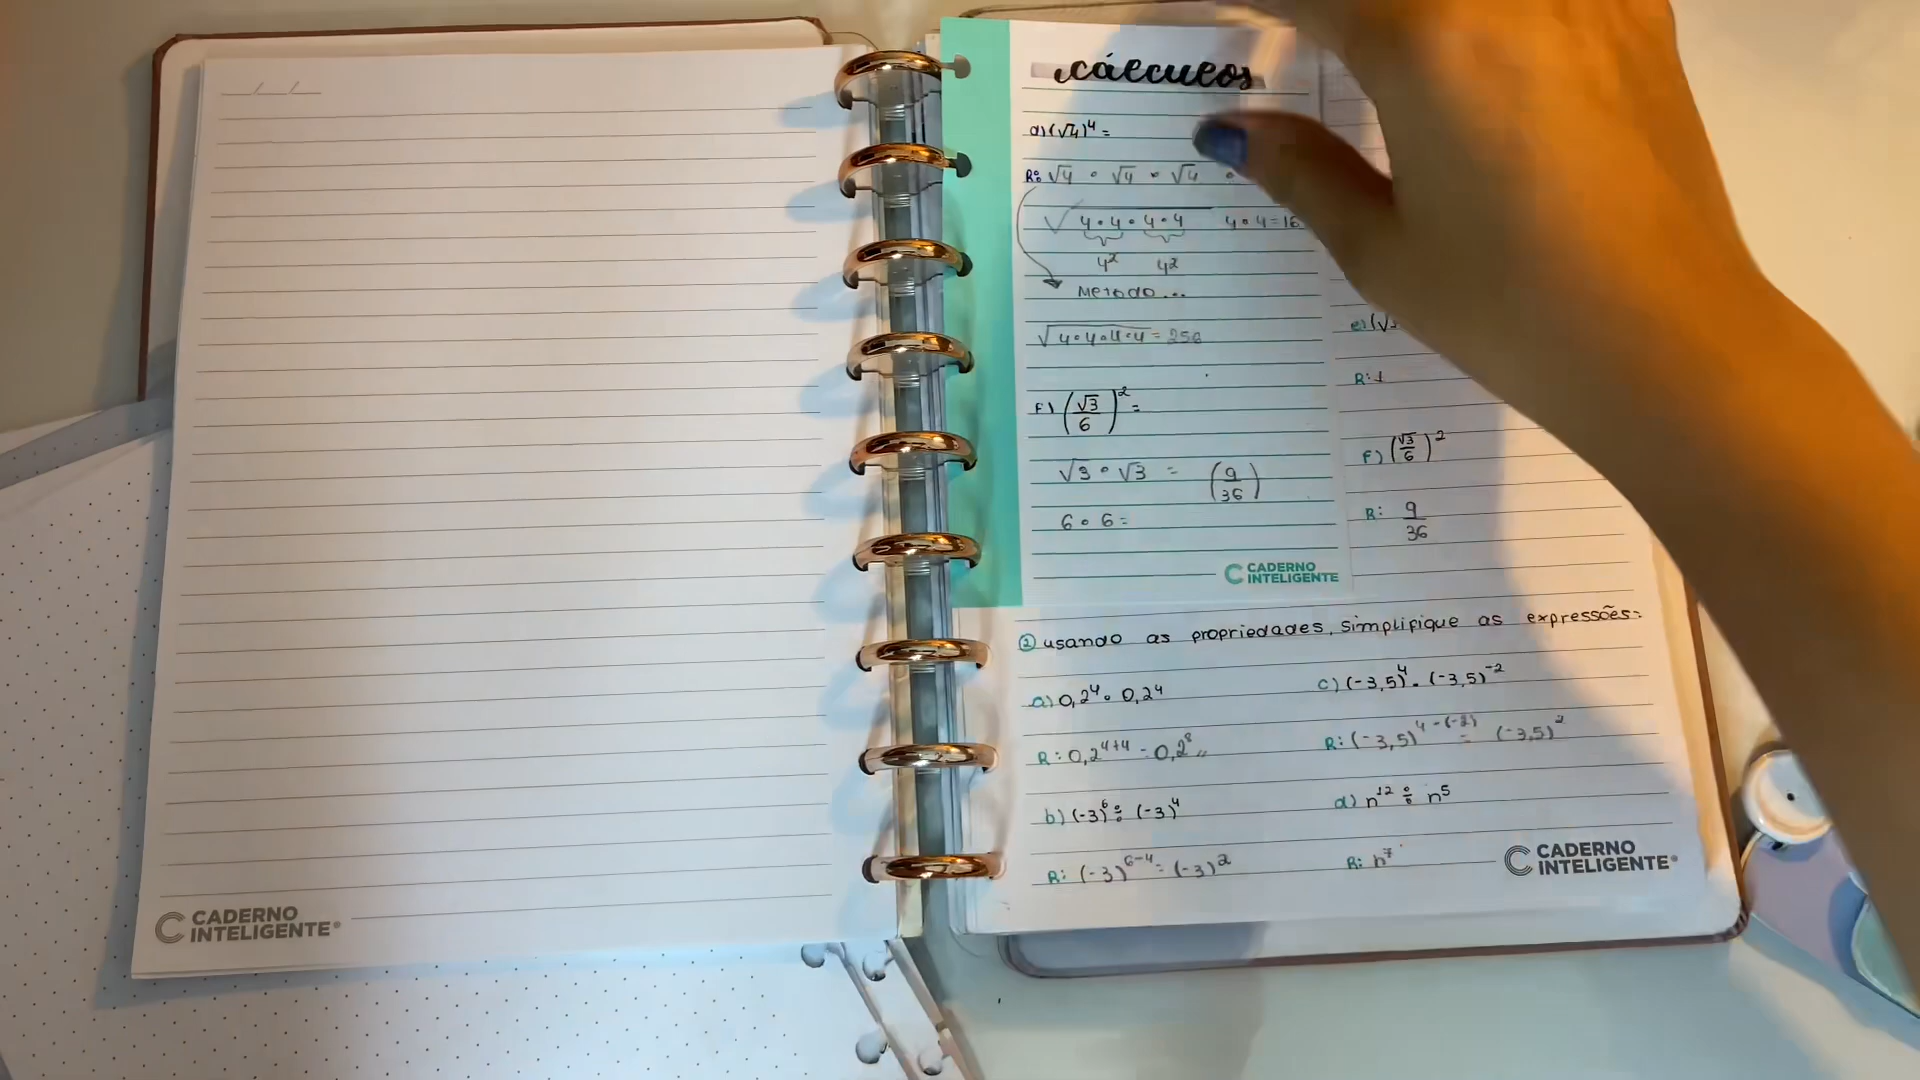 cálculos
d) (√4)⁴ =
R: √4 • √4 • √4 •
√4•4•4•4 4•4=16
4² 4²
Metodo...
√4•4•4•4 = 256
F) (√3/6)² =
√3 • √3 = (9/36)
6 • 6 =
CADERNO
INTELIGENTE
R: 1
F) (√3/6)²
R: 9/36
② usando as propriedades, simplifique as expressões:
a) 0,2⁴ • 0,2⁴
R: 0,2⁴⁺⁴ = 0,2⁸
b) (-3)⁶ ÷ (-3)⁴
R: (-3)⁶⁻⁴ = (-3)²
c) (-3,5)⁴ • (-3,5)⁻²
R: (-3,5)⁴⁻⁽⁻²⁾ = (-3,5)²
d) n¹² ÷ n⁵
R: n⁷
CADERNO
INTELIGENTE®
CADERNO
INTELIGENTE®